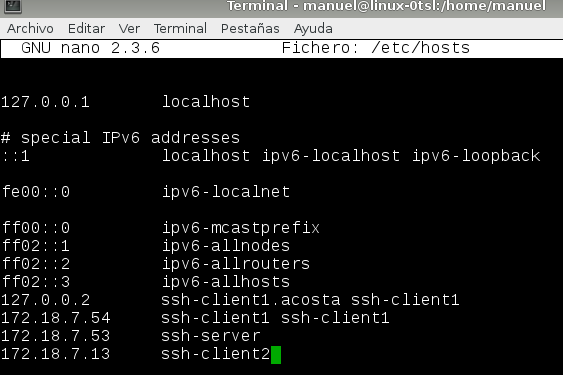 Terminal - manuel@linux-0tsl:/home/manuel
Archivo Editar Ver Terminal Pestañas Ayuda
GNU nano 2.3.6 Fichero: /etc/hosts
127.0.0.1 localhost
# special IPv6 addresses
::1 localhost ipv6-localhost ipv6-loopback
fe00::0 ipv6-localnet
ff00::0 ipv6-mcastprefix
ff02::1 ipv6-allnodes
ff02::2 ipv6-allrouters
ff02::3 ipv6-allhosts
127.0.0.2 ssh-client1.acosta ssh-client1
172.18.7.54 ssh-client1 ssh-client1
172.18.7.53 ssh-server
172.18.7.13 ssh-client2